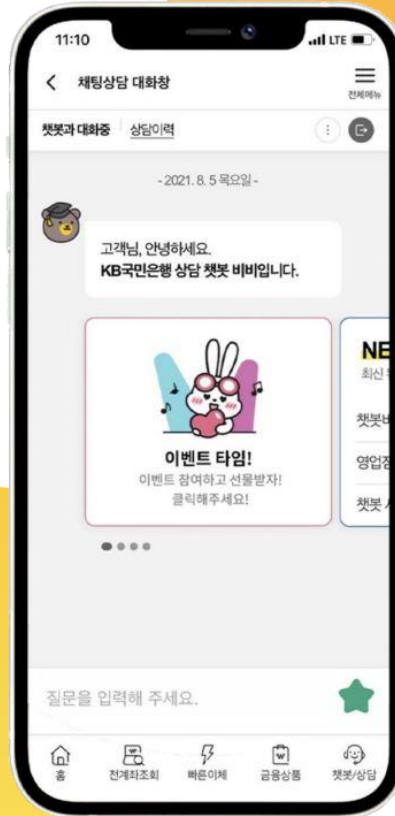 11:10
LTE
채팅상담 대화창
전체메뉴
챗봇과 대화중 상담이력
- 2021. 8. 5 목요일 -
고객님, 안녕하세요.
KB국민은행 상담 챗봇 비비입니다.
이벤트 타임!
이벤트 참여하고 선물받자!
클릭해주세요!
NE
최신
챗봇
영업점
챗봇
질문을 입력해 주세요.
홈
전계좌조회
빠른이체
금융상품
챗봇/상담